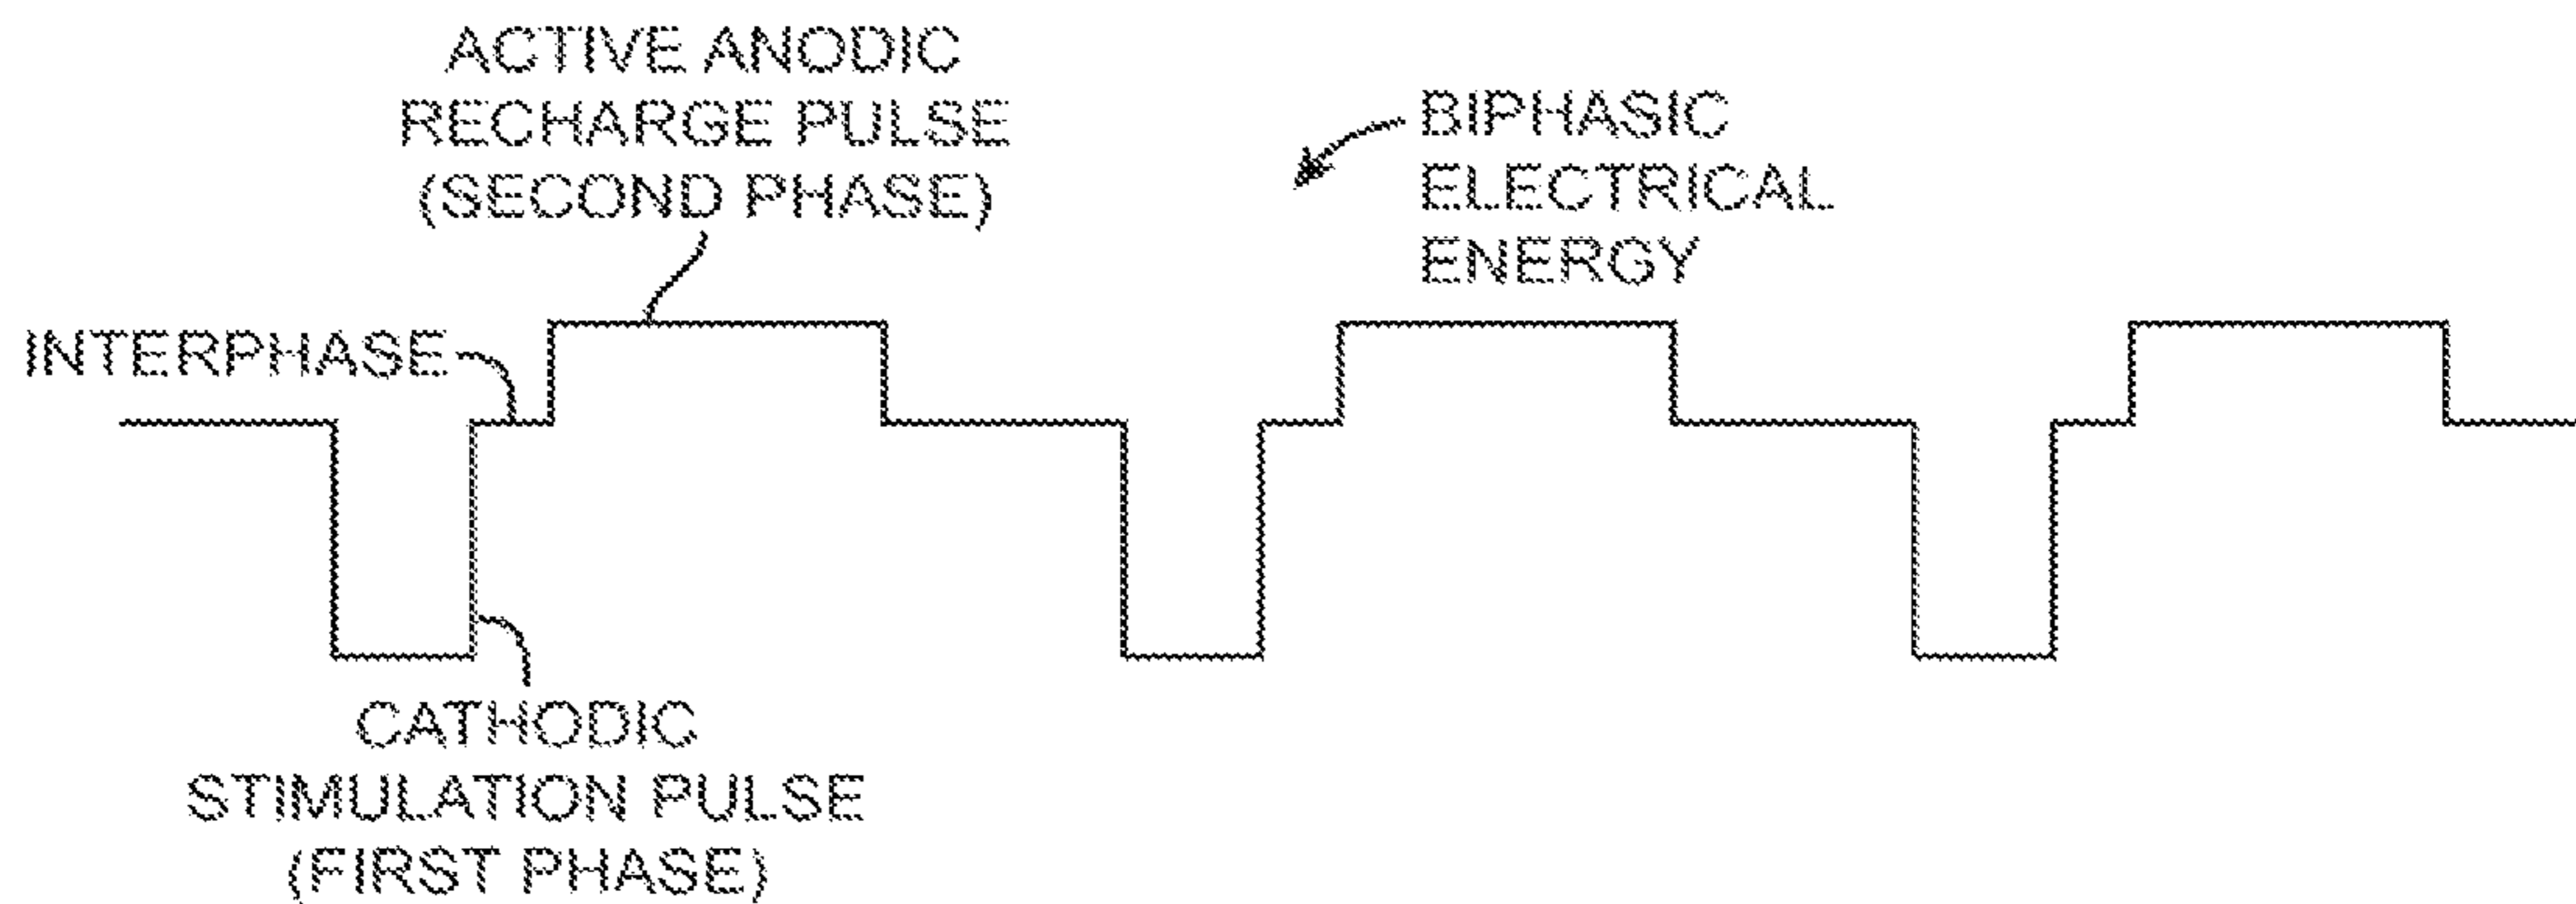 ACTIVE ANODIC
RECHARGE PULSE
(SECOND PHASE)
BIPHASIC
ELECTRICAL
ENERGY
INTERPHASE
CATHODIC
STIMULATION PULSE
(FIRST PHASE)